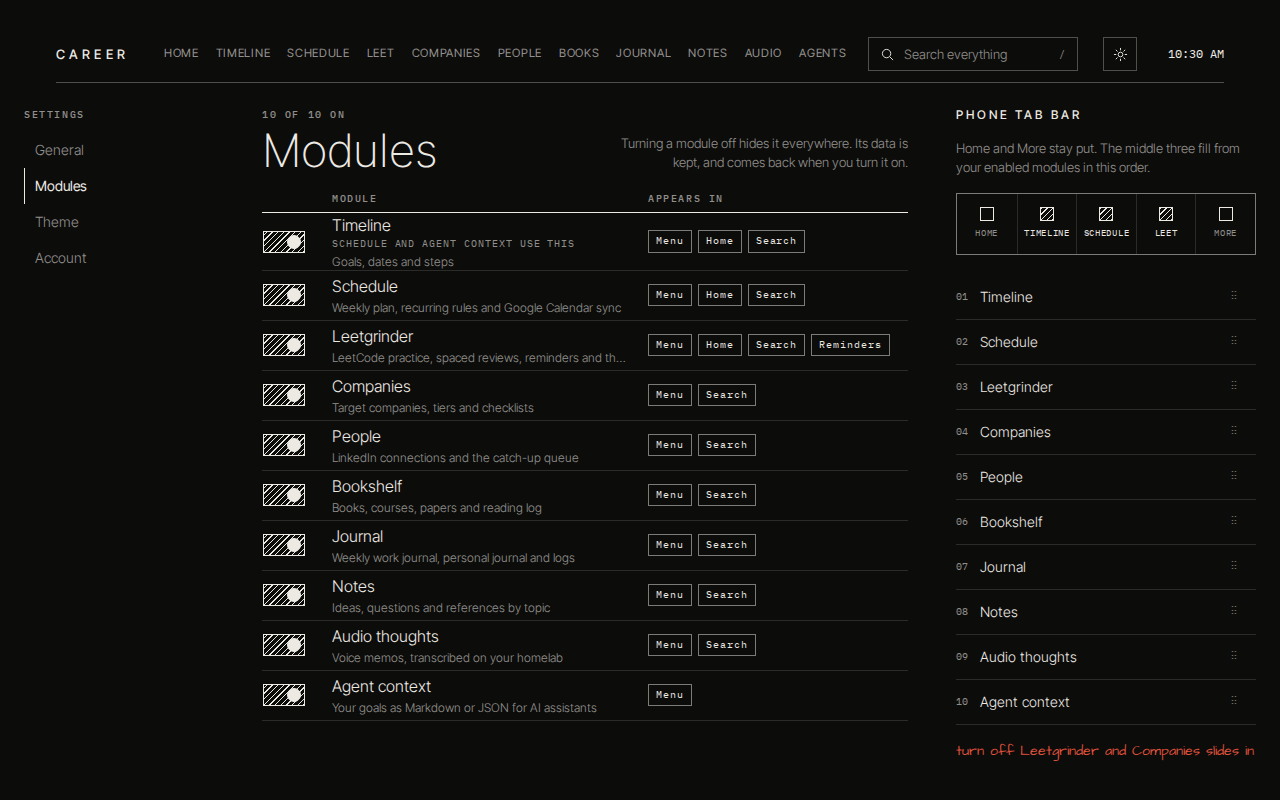 CAREER HOME TIMELINE SCHEDULE LEET COMPANIES PEOPLE BOOKS JOURNAL NOTES AUDIO AGENTS Search everything / 10:30 AM
SETTINGS
General
Modules
Theme
Account
10 OF 10 ON
Modules
Turning a module off hides it everywhere. Its data is
kept, and comes back when you turn it on.
MODULE APPEARS IN
Timeline
SCHEDULE AND AGENT CONTEXT USE THIS
Goals, dates and steps
Menu Home Search
Schedule
Weekly plan, recurring rules and Google Calendar sync
Menu Home Search
Leetgrinder
LeetCode practice, spaced reviews, reminders and th...
Menu Home Search Reminders
Companies
Target companies, tiers and checklists
Menu Search
People
LinkedIn connections and the catch-up queue
Menu Search
Bookshelf
Books, courses, papers and reading log
Menu Search
Journal
Weekly work journal, personal journal and logs
Menu Search
Notes
Ideas, questions and references by topic
Menu Search
Audio thoughts
Voice memos, transcribed on your homelab
Menu Search
Agent context
Your goals as Markdown or JSON for AI assistants
Menu
PHONE TAB BAR
Home and More stay put. The middle three fill from
your enabled modules in this order.
HOME TIMELINE SCHEDULE LEET MORE
01 Timeline
02 Schedule
03 Leetgrinder
04 Companies
05 People
06 Bookshelf
07 Journal
08 Notes
09 Audio thoughts
10 Agent context
turn off Leetgrinder and Companies slides in